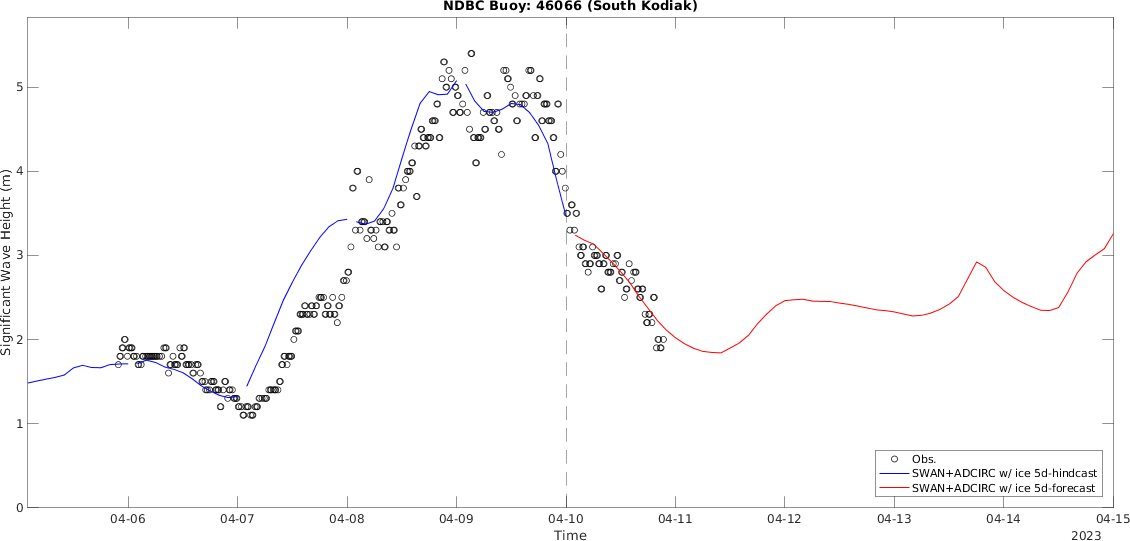 NDBC Buoy: 46066 (South Kodiak)
Significant Wave Height (m)
5
4
3
2
1
0
Obs.
SWAN+ADCIRC w/ ice 5d-hindcast
SWAN+ADCIRC w/ ice 5d-forecast
04-06 04-07 04-08 04-09 04-10 04-11 04-12 04-13 04-14 04-15
Time
2023